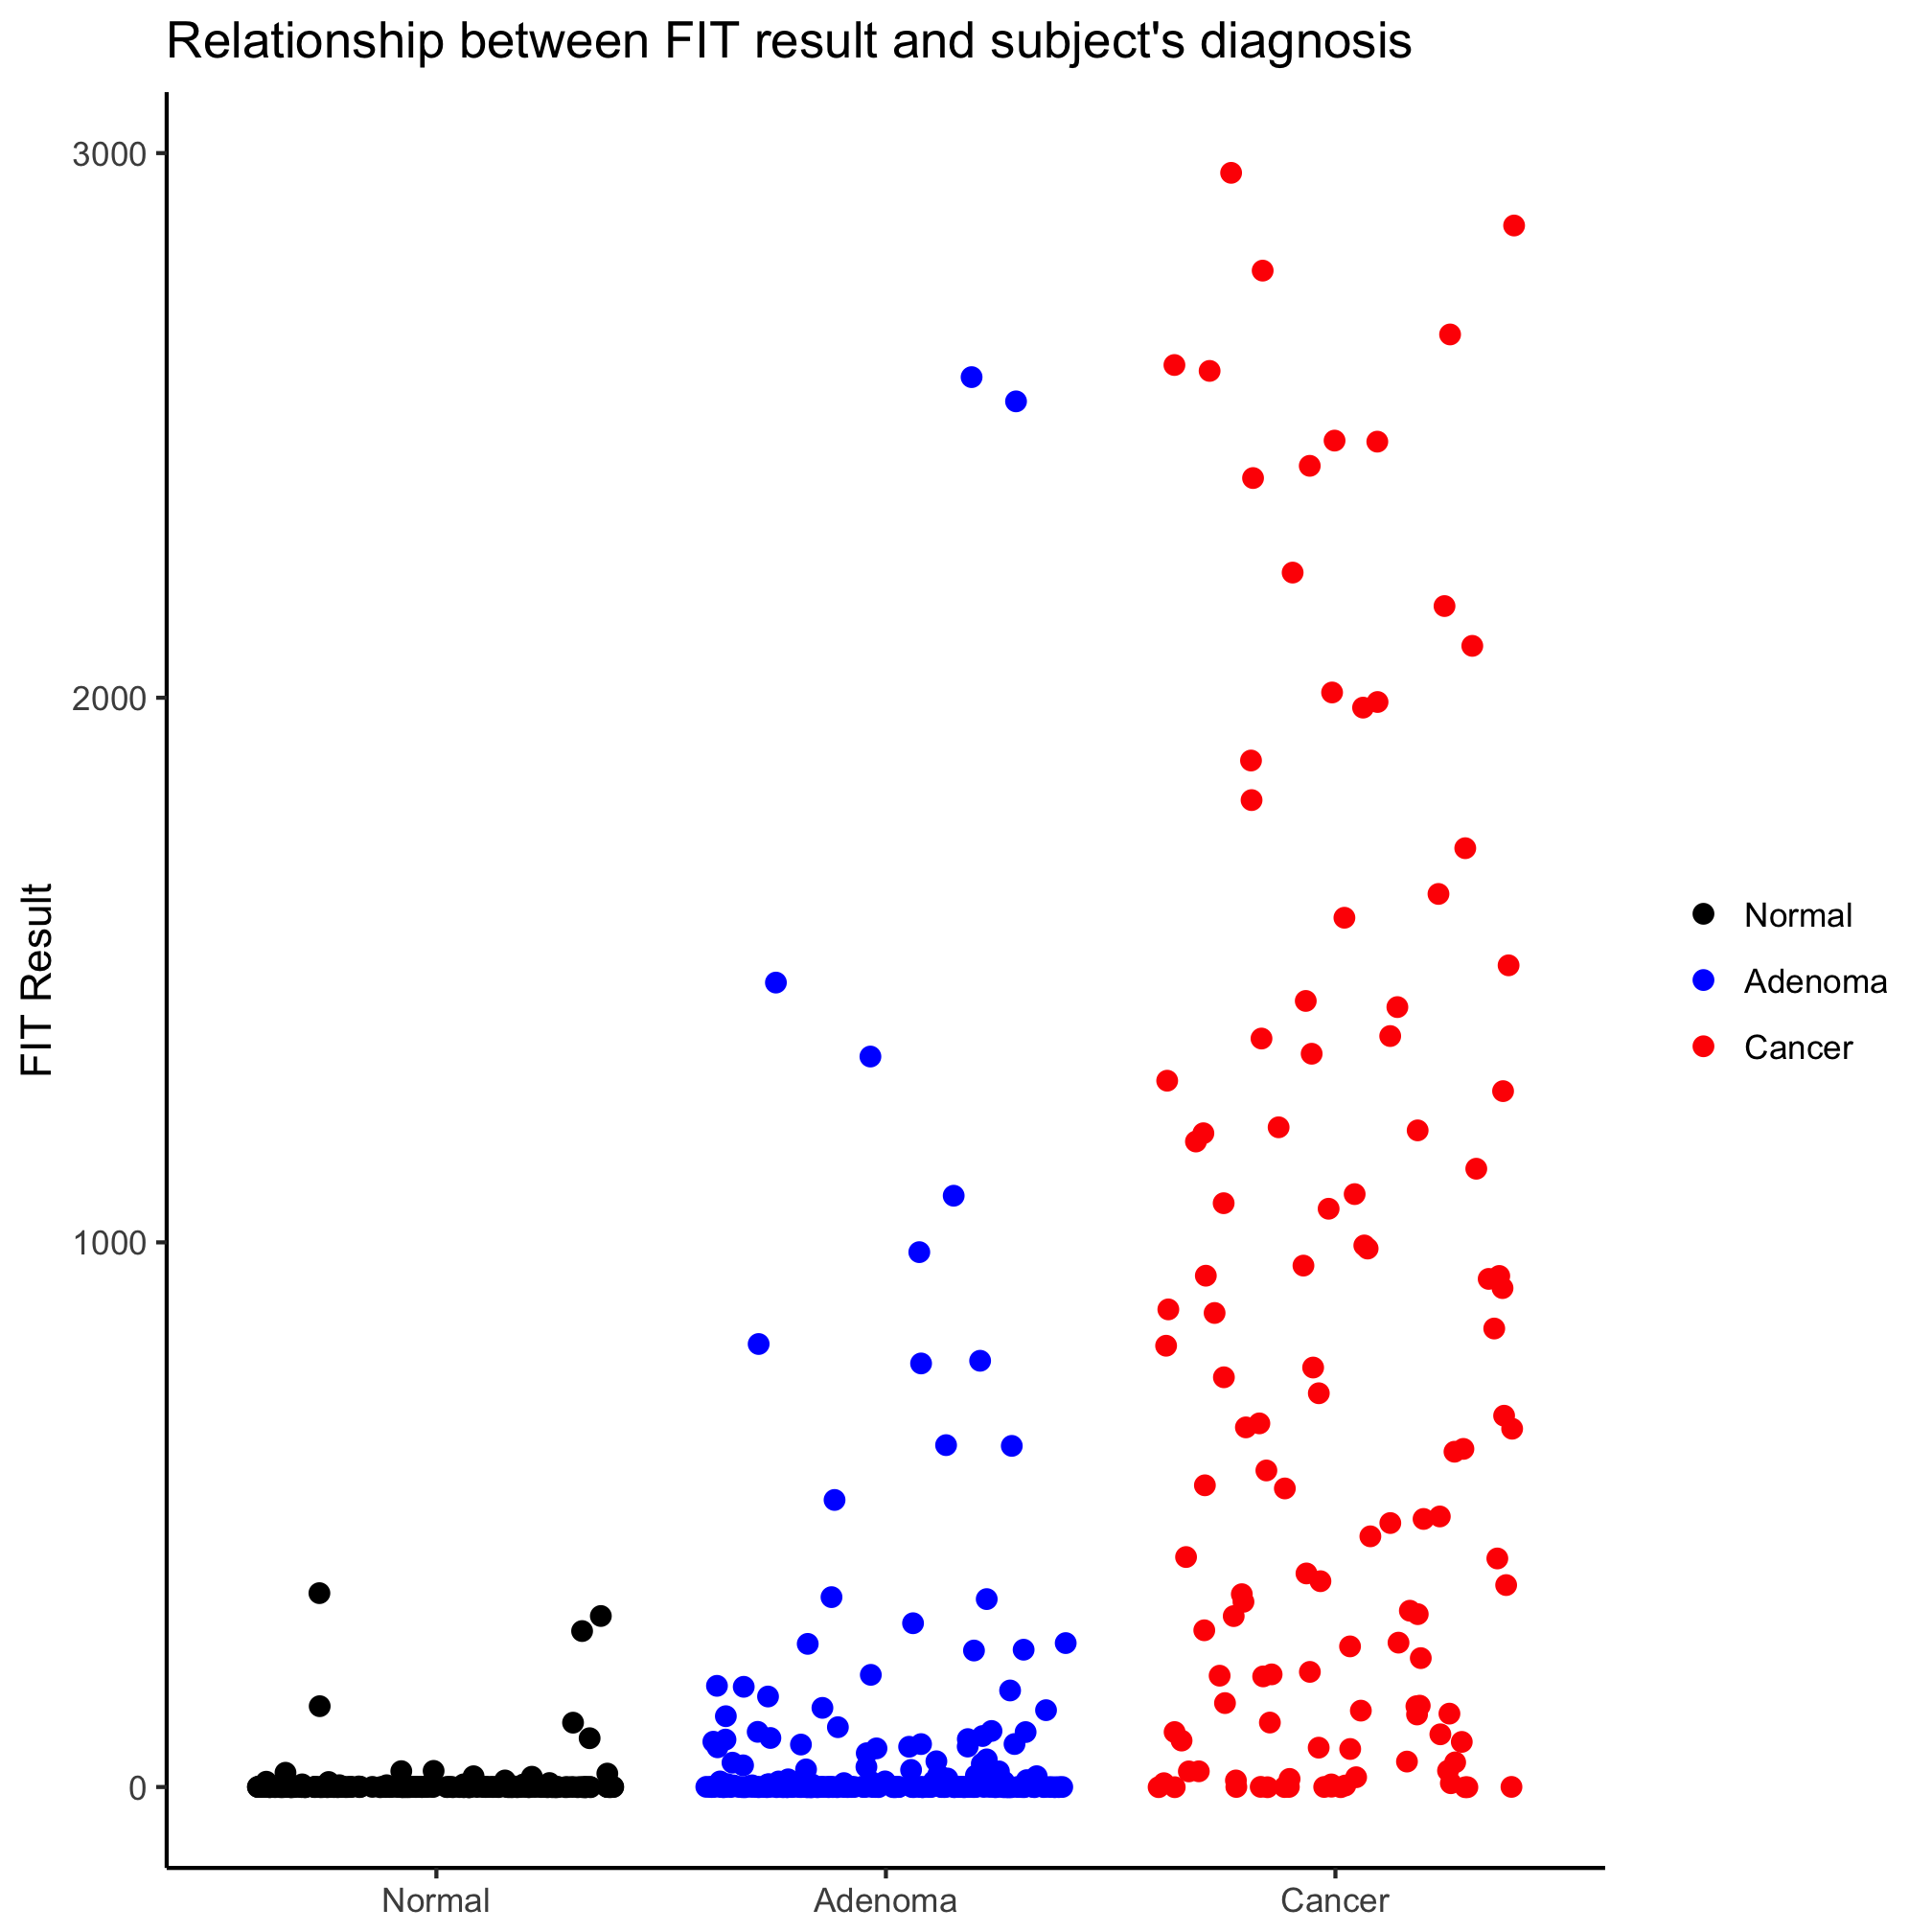 Relationship between FIT result and subject's diagnosis
3000
2000
1000
0
FIT Result
Normal
Adenoma
Cancer
Normal
Adenoma
Cancer